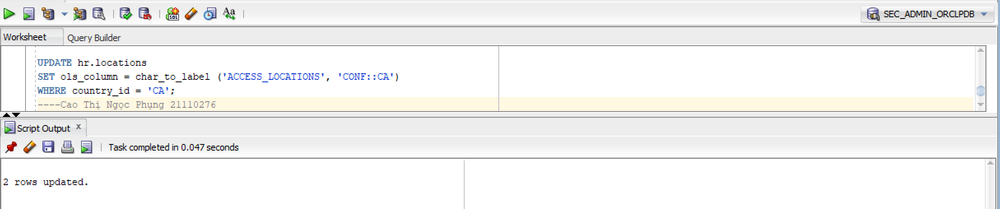 SEC_ADMIN_ORCLPDB
Worksheet Query Builder
UPDATE hr.locations
SET ols_column = char_to_label ('ACCESS_LOCATIONS', 'CONF::CA')
WHERE country_id = 'CA';
----Cao Thị Ngọc Phụng 21110276
Script Output x
Task completed in 0.047 seconds
2 rows updated.